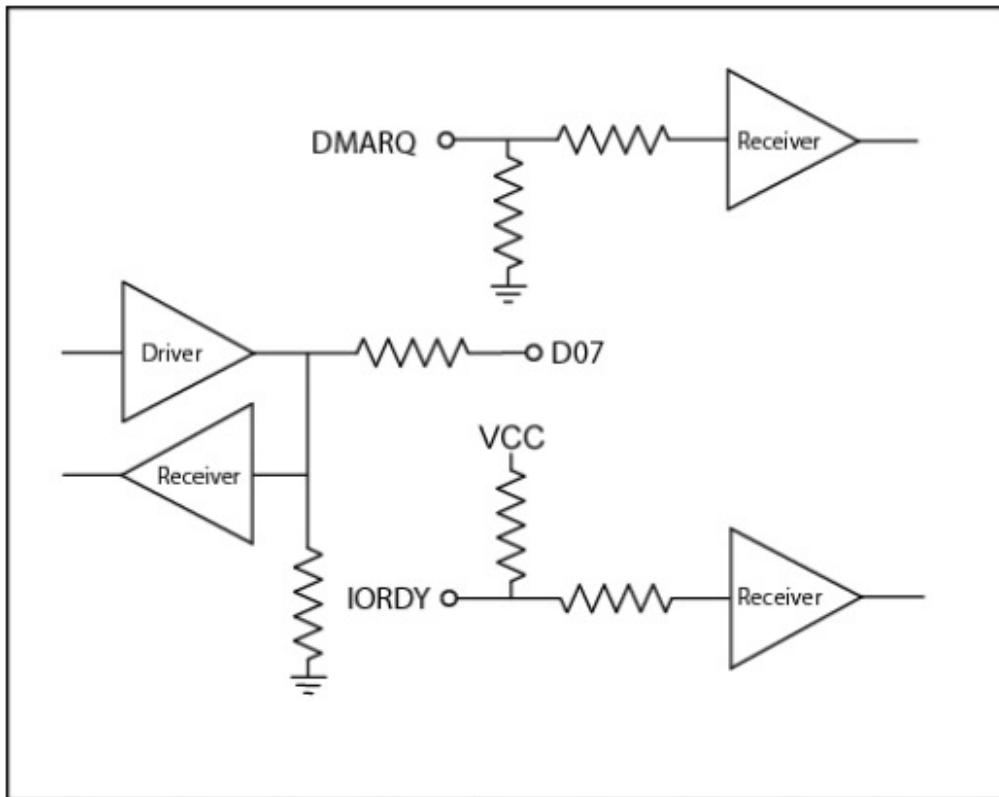 DMARQ
Receiver
Driver
D07
Receiver
VCC
IORDY
Receiver